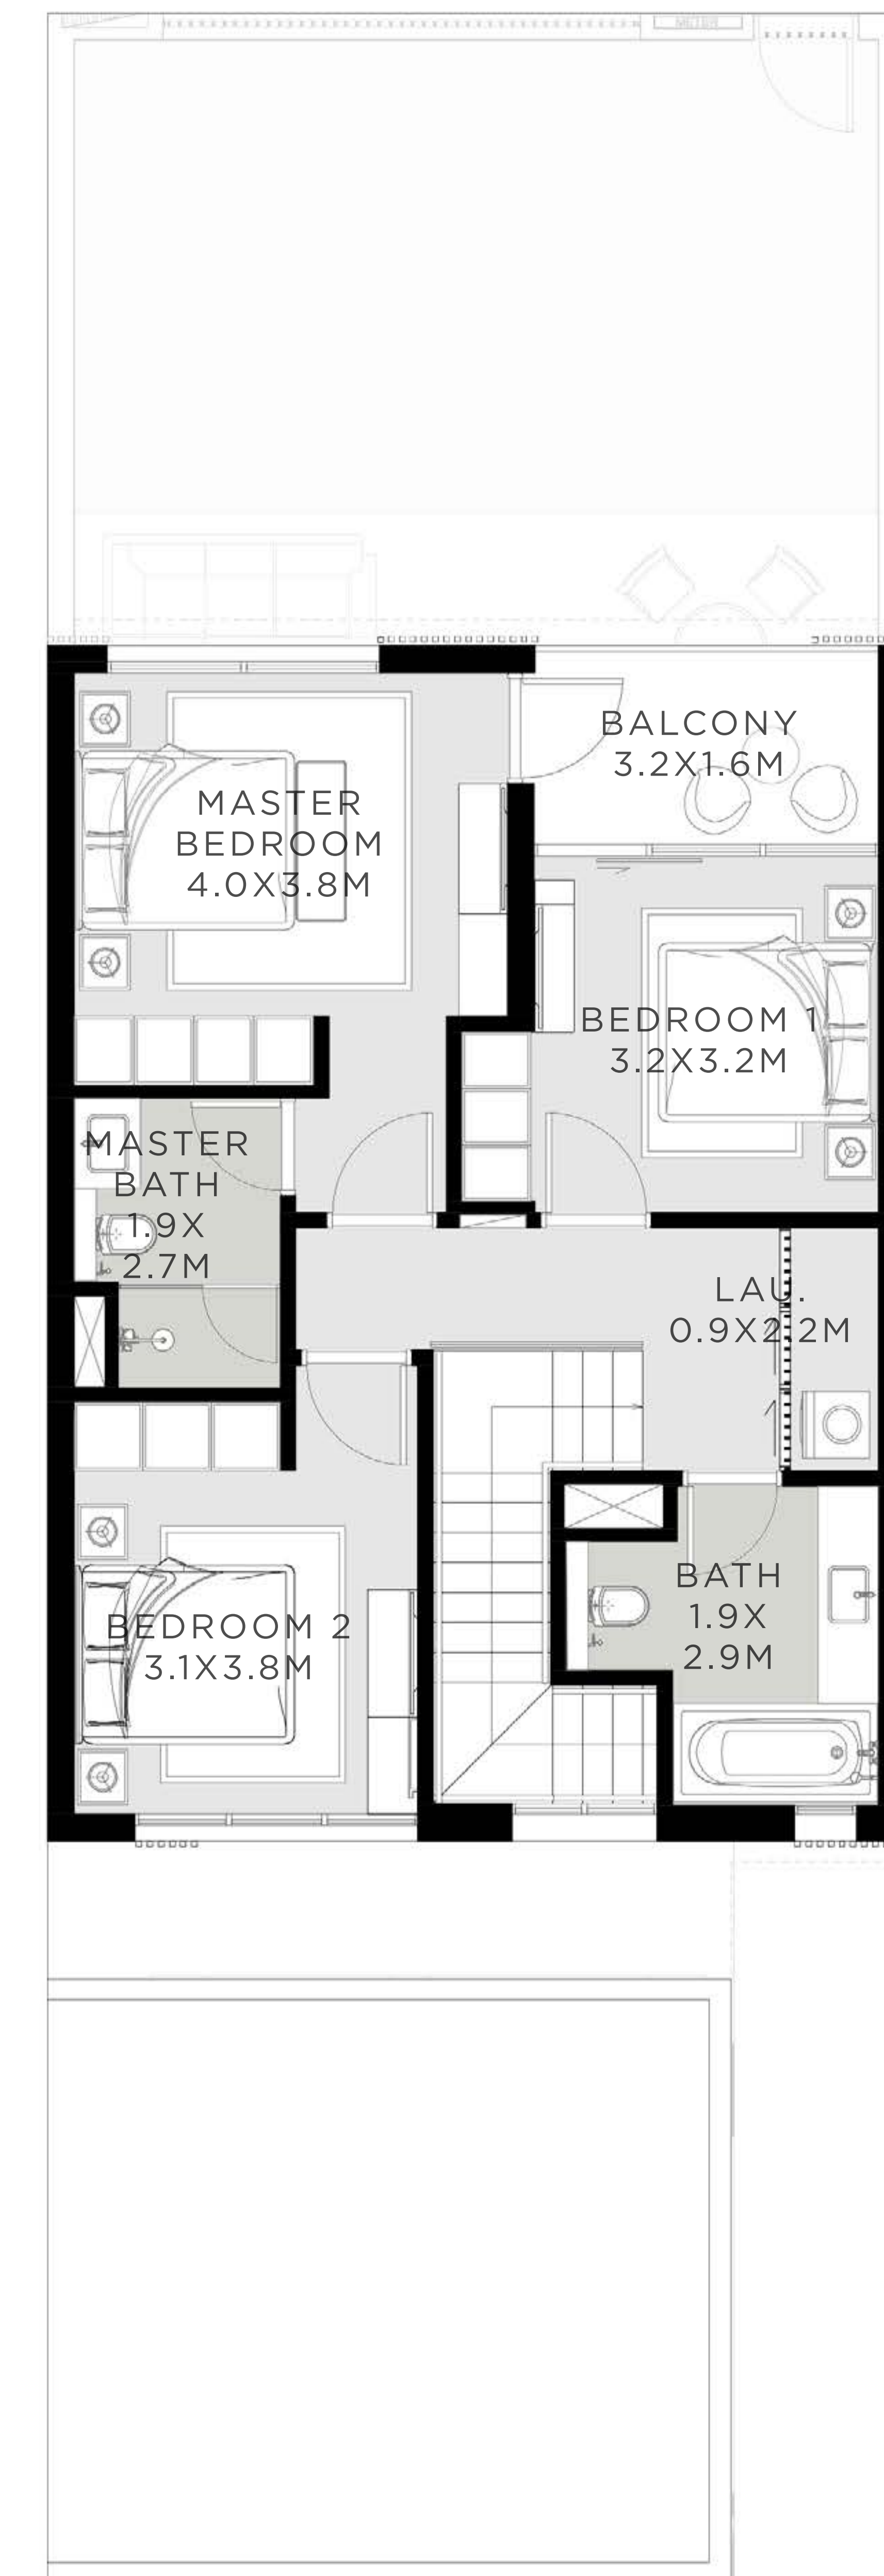 METER
BALCONY
3.2X1.6M
MASTER
BEDROOM
4.0X3.8M
BEDROOM 1
3.2X3.2M
MASTER
BATH
1.9X
2.7M
LAU.
0.9X2.2M
BATH
1.9X
2.9M
BEDROOM 2
3.1X3.8M